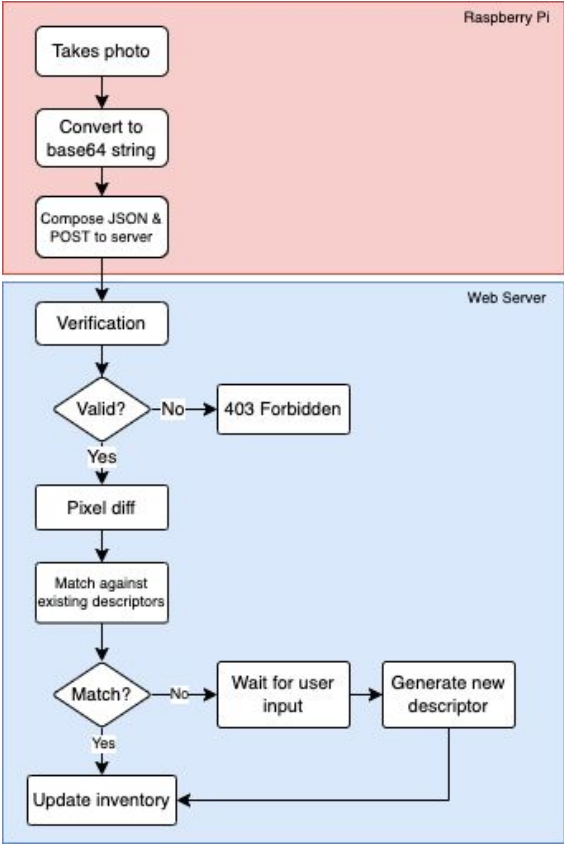 Raspberry Pi
Takes photo
Convert to
base64 string
Compose JSON &
POST to server
Web Server
Verification
Valid?
No
403 Forbidden
Yes
Pixel diff
Match against
existing descriptors
Match?
No
Wait for user
input
Generate new
descriptor
Yes
Update inventory